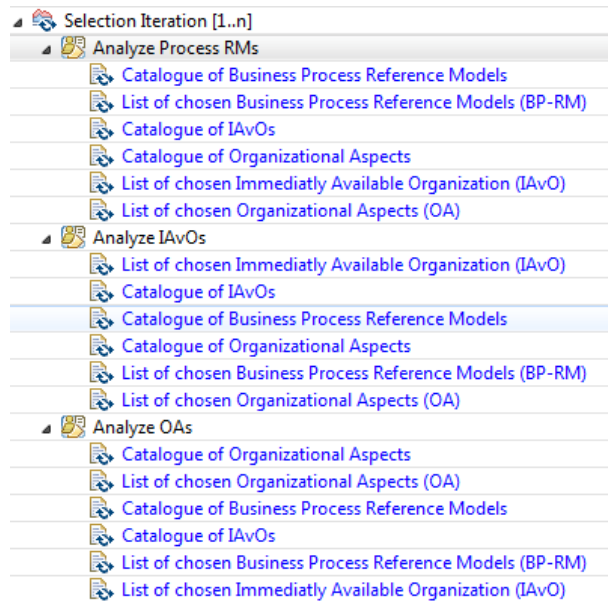 Selection Iteration [1..n]
Analyze Process RMs
Catalogue of Business Process Reference Models
List of chosen Business Process Reference Models (BP-RM)
Catalogue of IAvOs
Catalogue of Organizational Aspects
List of chosen Immediatly Available Organization (IAvO)
List of chosen Organizational Aspects (OA)
Analyze IAvOs
List of chosen Immediatly Available Organization (IAvO)
Catalogue of IAvOs
Catalogue of Business Process Reference Models
Catalogue of Organizational Aspects
List of chosen Business Process Reference Models (BP-RM)
List of chosen Organizational Aspects (OA)
Analyze OAs
Catalogue of Organizational Aspects
List of chosen Organizational Aspects (OA)
Catalogue of Business Process Reference Models
Catalogue of IAvOs
List of chosen Business Process Reference Models (BP-RM)
List of chosen Immediatly Available Organization (IAvO)